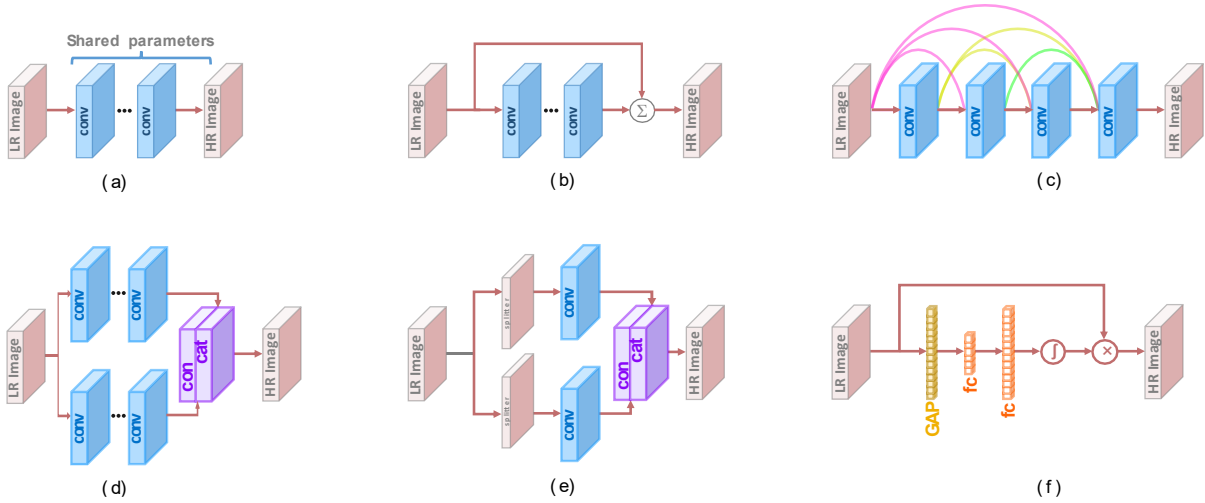 Shared parameters
LR Image
conv
conv
HR Image
(a)
LR Image
conv
conv
Σ
HR Image
(b)
LR Image
conv
conv
conv
conv
HR Image
(c)
LR Image
conv
conv
conv
conv
con
cat
HR Image
(d)
LR Image
splitter
conv
splitter
conv
con
cat
HR Image
(e)
LR Image
GAP
fc
fc
∫
×
HR Image
(f)